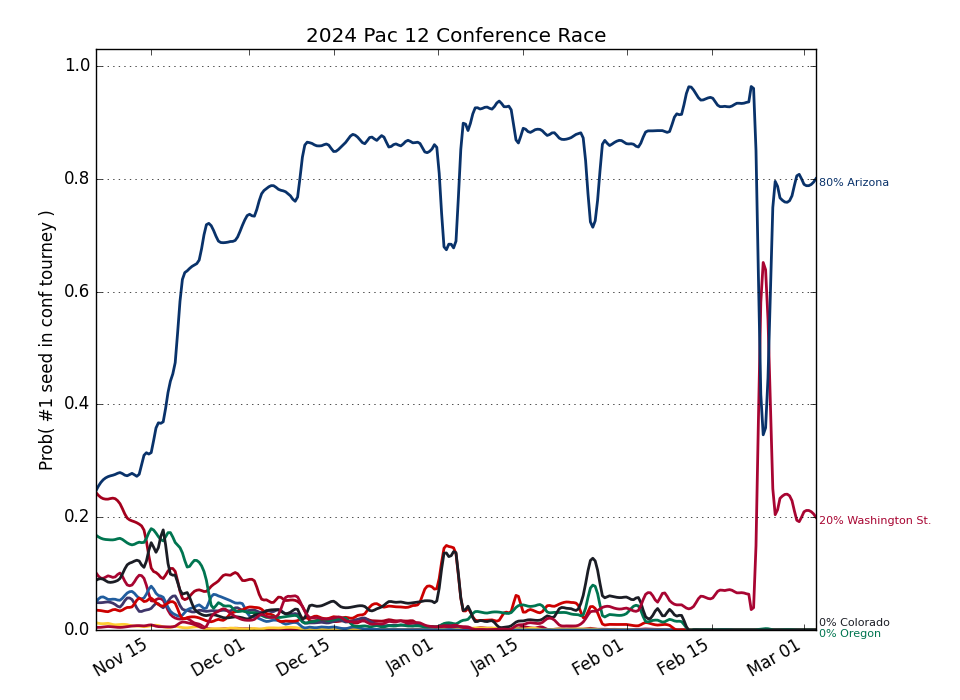 2024 Pac 12 Conference Race
Prob( #1 seed in conf tourney )
1.0
0.8
0.6
0.4
0.2
0.0
80% Arizona
20% Washington St.
0% Colorado
0% Oregon
Nov 15
Dec 01
Dec 15
Jan 01
Jan 15
Feb 01
Feb 15
Mar 01